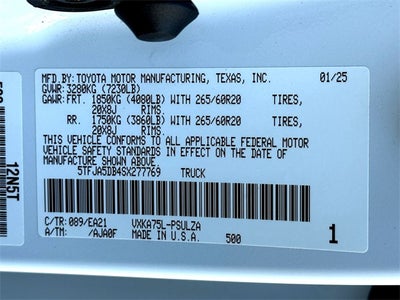 MFD.BY: TOYOTA MOTOR MANUFACTURING, TEXAS, INC. 01/25
GVWR: 3280KG (7230LB)
GAWR: FRT. 1850KG (4080LB) WITH 265/60R20 TIRES,
20X8J RIMS,
RR. 1750KG (3860LB) WITH 265/60R20 TIRES,
20X8J RIMS.
THIS VEHICLE CONFORMS TO ALL APPLICABLE FEDERAL MOTOR
VEHICLE SAFETY STANDARDS IN EFFECT ON THE DATE OF
MANUFACTURE SHOWN ABOVE.
5TFJA5DB4SX277769 TRUCK
C/TR: 089/EA21 VXKA75L-PSULZA
A/TM: /AJA0F MADE IN U.S.A. 500 1
12N5T